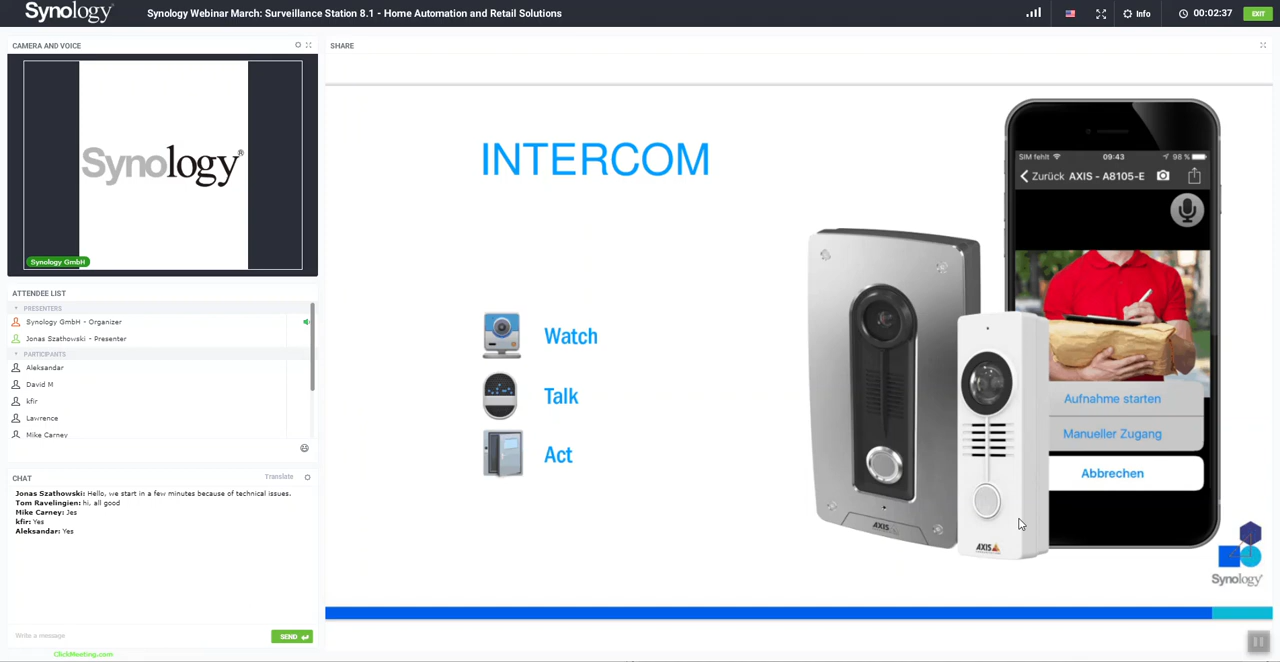 Synology®
Synology Webinar March: Surveillance Station 8.1 - Home Automation and Retail Solutions
Info
00:02:37
EXIT
CAMERA AND VOICE
Synology®
Synology GmbH
ATTENDEE LIST
PRESENTERS
Synology GmbH - Organizer
Jonas Szathowski - Presenter
PARTICIPANTS
Aleksandar
David M
kfir
Lawrence
Mike Carney
CHAT
Translate
Jonas Szathowski: Hello, we start in a few minutes because of technical issues.
Tom Ravelingien: hi, all good
Mike Carney: Jes
kfir: Yes
Aleksandar: Yes
Write a message
SEND
ClickMeeting.com
SHARE
INTERCOM
Watch
Talk
Act
AXIS
AXIS
SIM fehlt
09:43
98 %
Zurück
AXIS - A8105-E
Aufnahme starten
Manueller Zugang
Abbrechen
Synology®